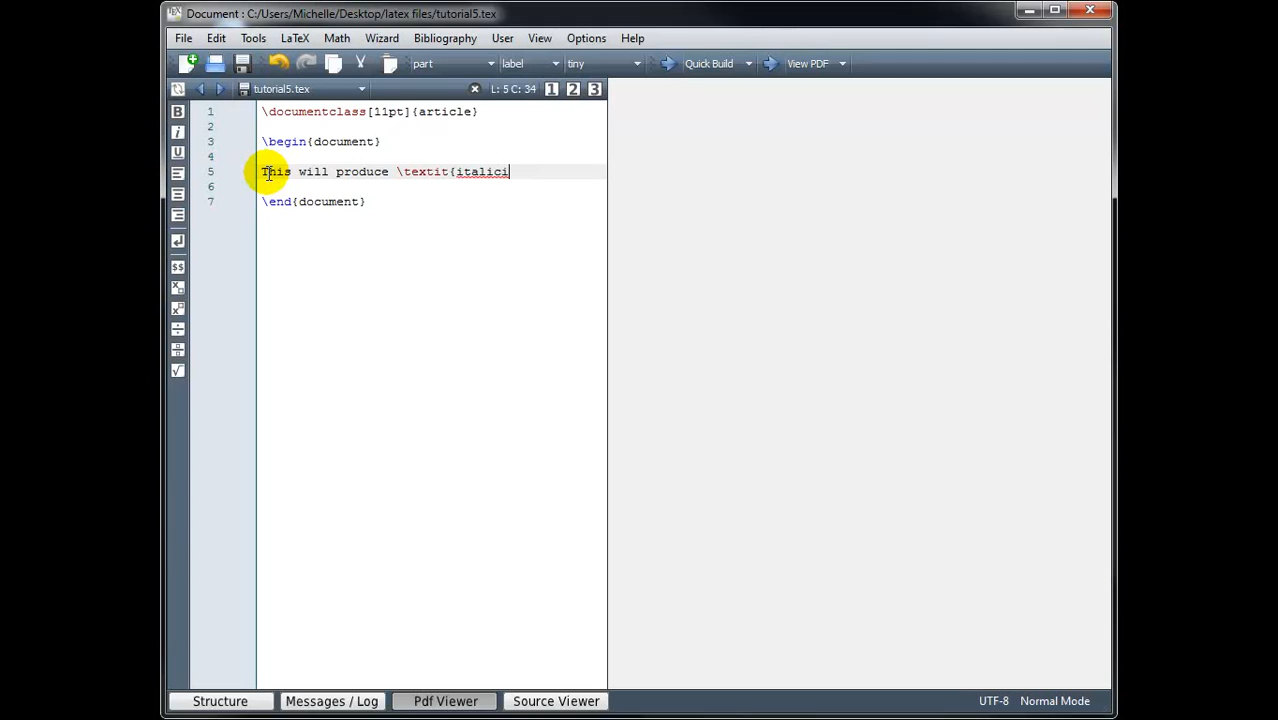 Document : C:/Users/Michelle/Desktop/latex files/tutorial5.tex
File Edit Tools LaTeX Math Wizard Bibliography User View Options Help
part label tiny Quick Build View PDF
tutorial5.tex L: 5 C: 34 1 2 3
1 \documentclass[11pt]{article}
2
3 \begin{document}
4
5 This will produce \textit{italici
6
7 \end{document}
B
i
U
$$
Structure Messages / Log Pdf Viewer Source Viewer UTF-8 Normal Mode